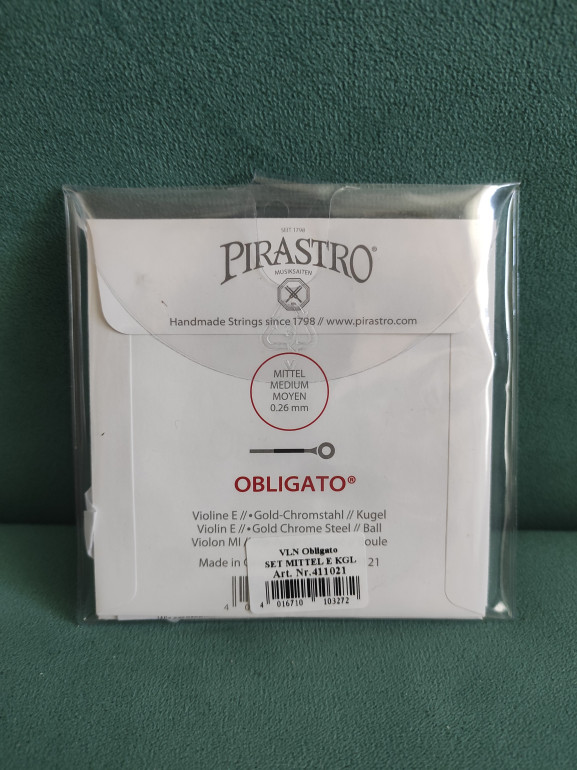 SEIT 1798
PIRASTRO®
MUSIKSAITEN
Handmade Strings since 1798 // www.pirastro.com
MITTEL
MEDIUM
MOYEN
0.26 mm
OBLIGATO®
Violine E //•Gold-Chromstahl // Kugel
Violin E //•Gold Chrome Steel // Ball
Violon MI
Made in
21
VLN Obligato
SET MITTEL E KGL
Art. Nr.411021
4 016710 103272